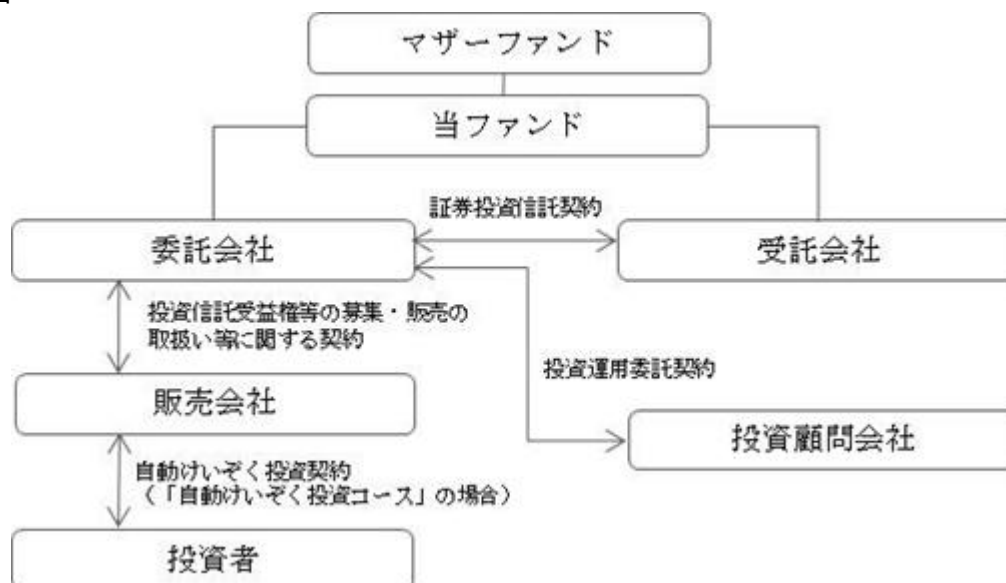 マザーファンド
当ファンド
証券投資信託契約
委託会社
受託会社
投資信託受益権等の募集・販売の
取扱い等に関する契約
投資運用委託契約
販売会社
投資顧問会社
自動けいぞく投資契約
(「自動けいぞく投資コース」の場合)
投資者